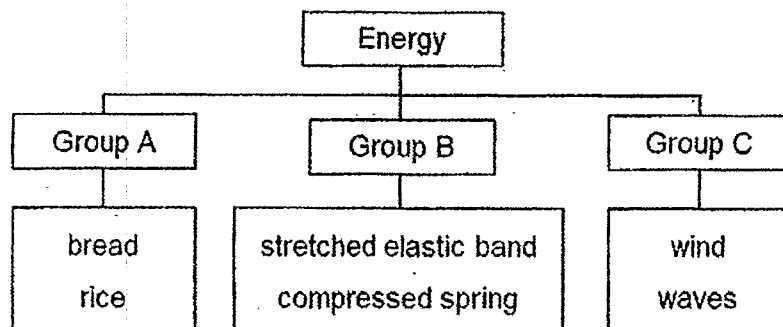 Energy
Group A
Group B
Group C
bread
rice
stretched elastic band
compressed spring
wind
waves